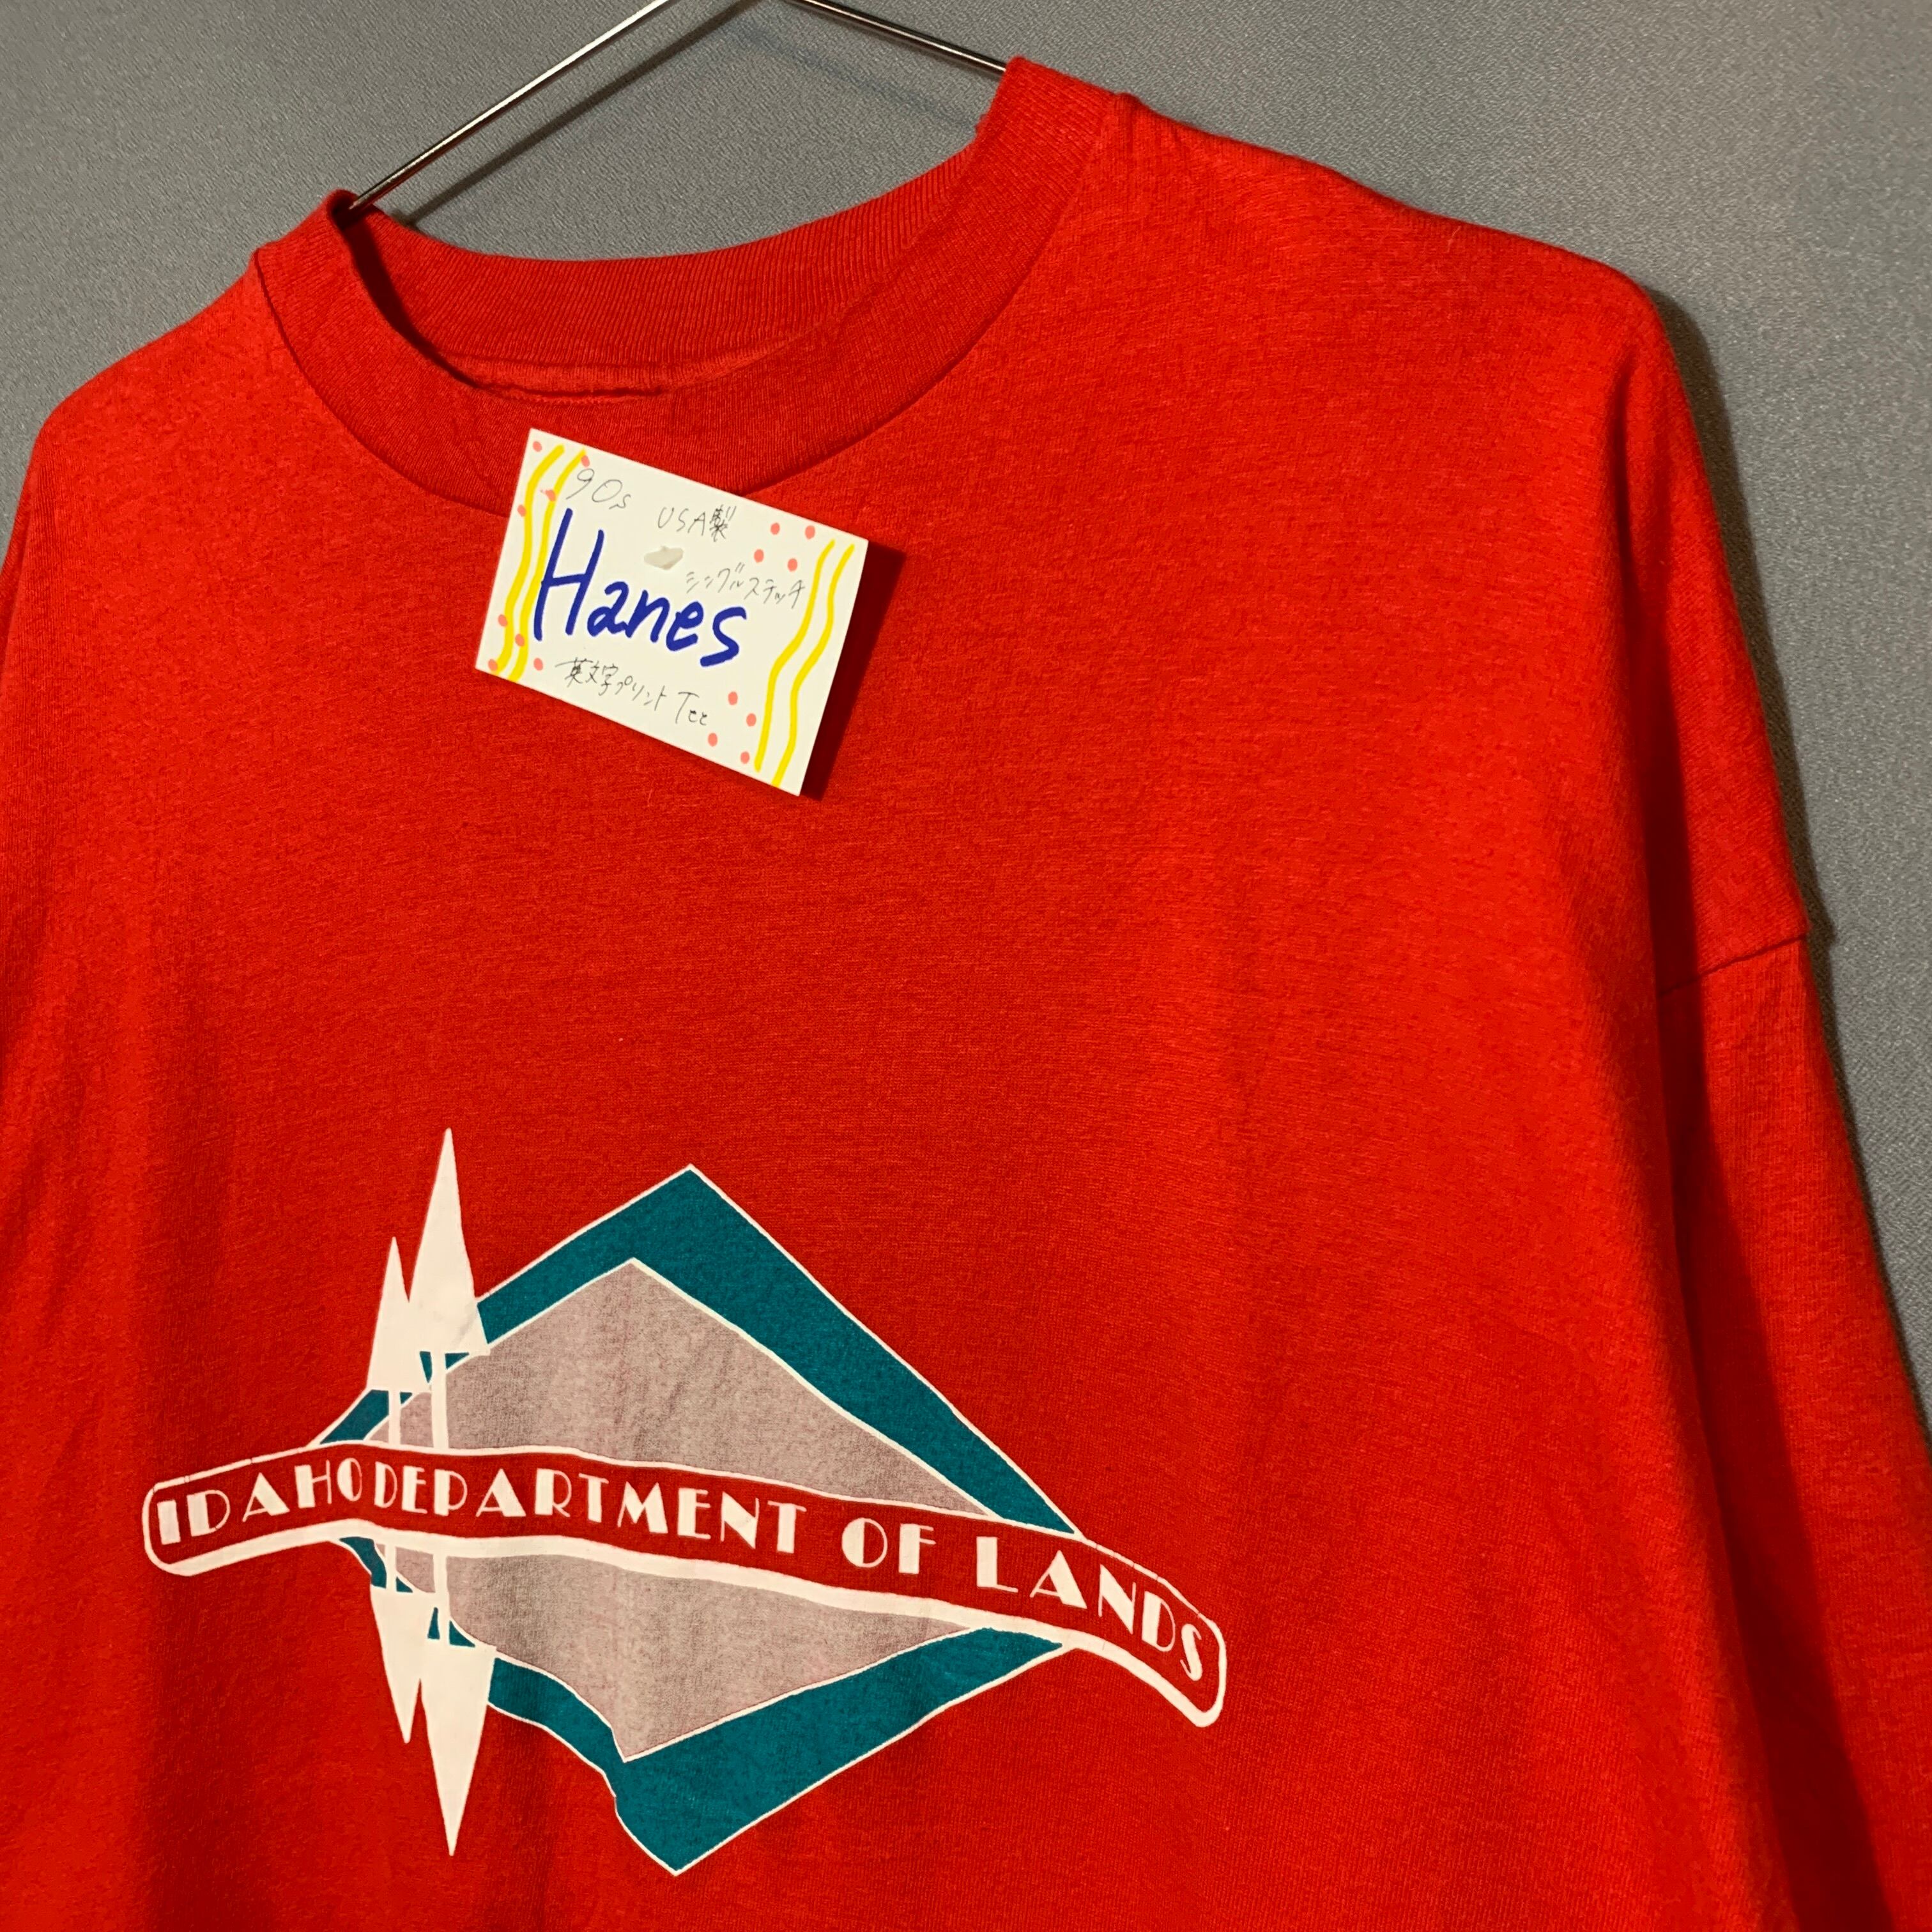 90s USA製
シングルステッチ
Hanes
英文字プリントTee
IDAHO DEPARTMENT OF LANDS